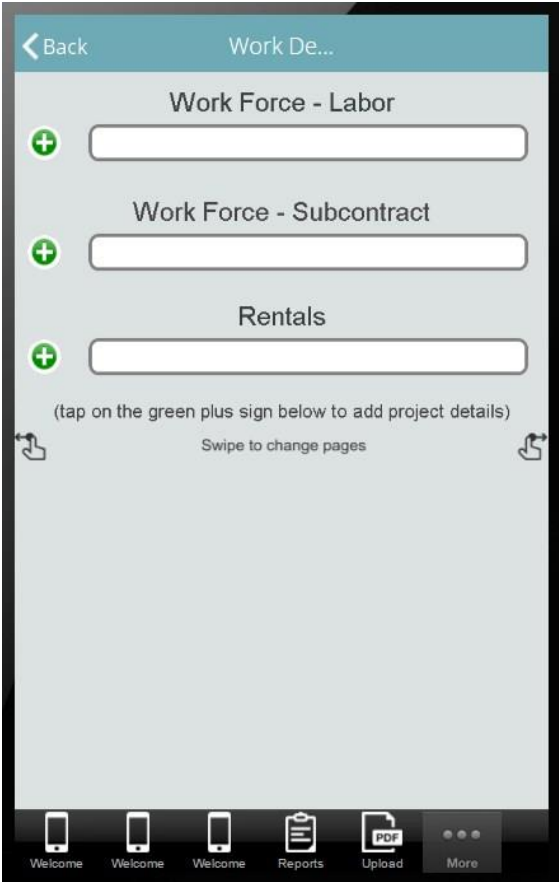 Back
Work De...
Work Force - Labor
Work Force - Subcontract
Rentals
(tap on the green plus sign below to add project details)
Swipe to change pages
PDF
Welcome Welcome Welcome Reports Upload More